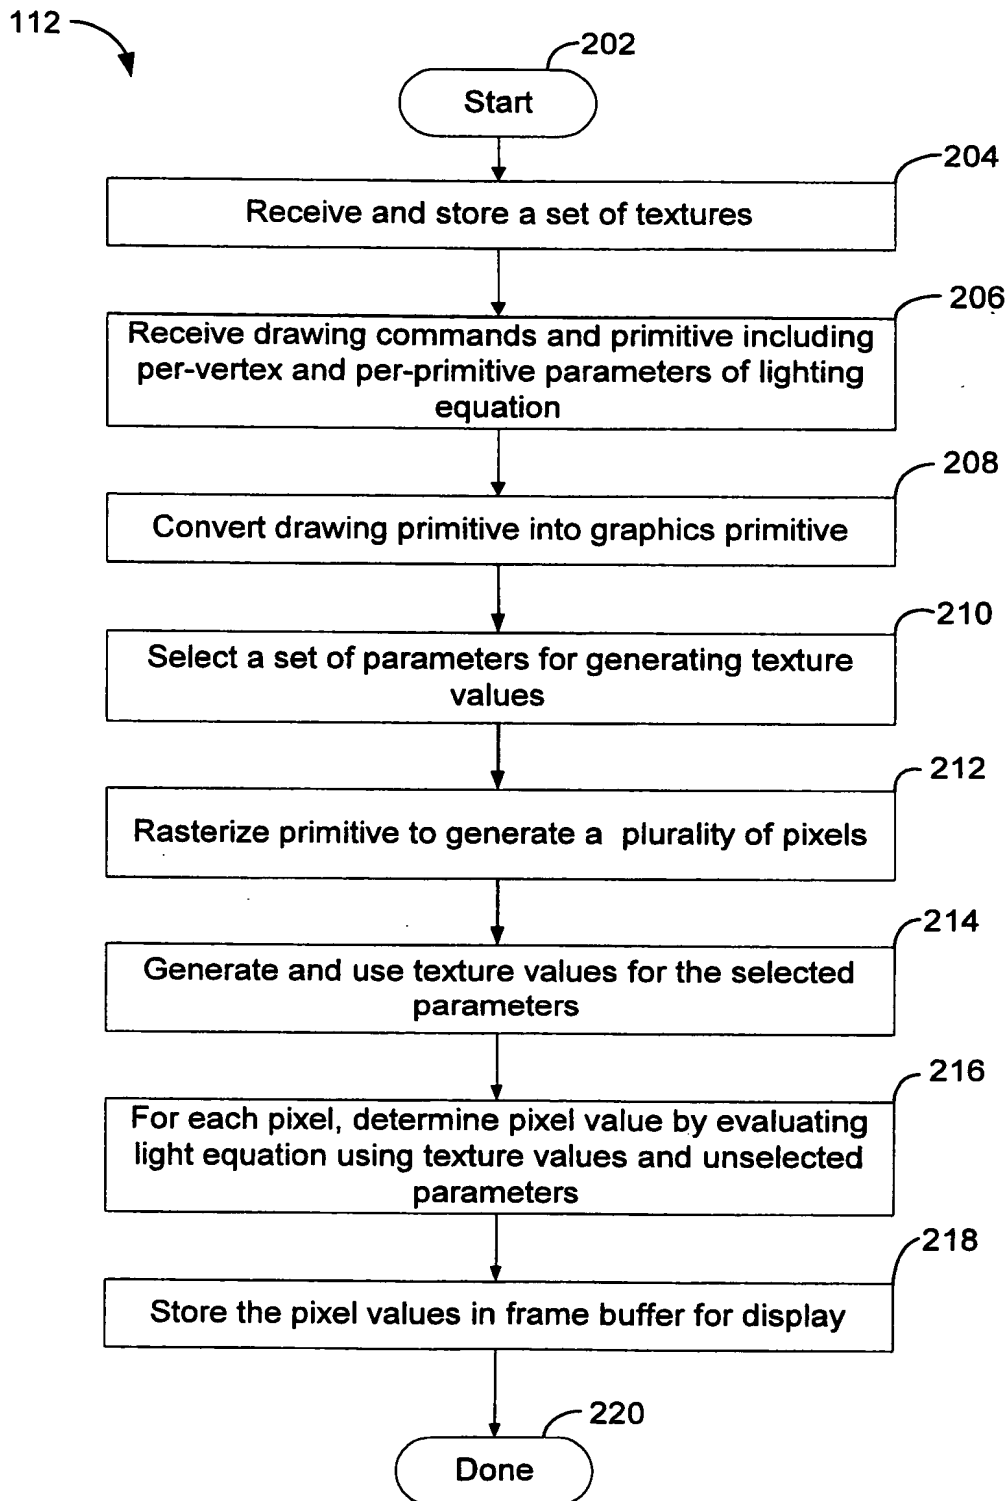 112
202
Start
204
Receive and store a set of textures
206
Receive drawing commands and primitive including
per-vertex and per-primitive parameters of lighting
equation
208
Convert drawing primitive into graphics primitive
210
Select a set of parameters for generating texture
values
212
Rasterize primitive to generate a plurality of pixels
214
Generate and use texture values for the selected
parameters
216
For each pixel, determine pixel value by evaluating
light equation using texture values and unselected
parameters
218
Store the pixel values in frame buffer for display
220
Done